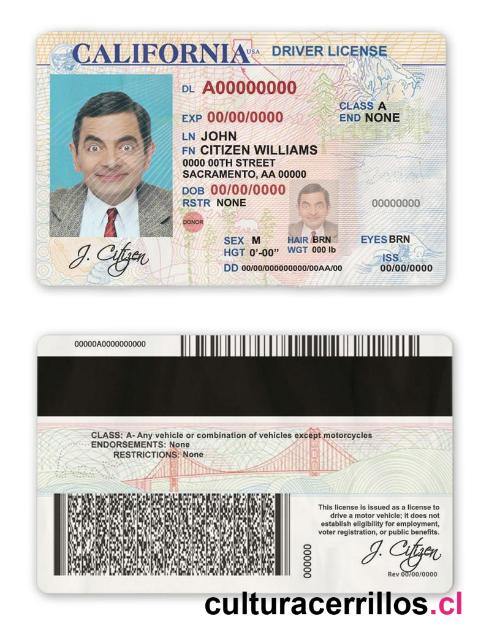 CALIFORNIA USA DRIVER LICENSE
DL A00000000
EXP 00/00/0000
CLASS A
END NONE
LN JOHN
FN CITIZEN WILLIAMS
0000 00TH STREET
SACRAMENTO, AA 00000
DOB 00/00/0000
RSTR NONE
00000000
DONOR
SEX M
HAIR BRN
EYES BRN
HGT 0'-00"
WGT 000 lb
ISS.
DD 00/00/000000000/00AA/00
00/00/0000
J. Citizen
00000A0000000000
CLASS: A- Any vehicle or combination of vehicles except motorcycles
ENDORSEMENTS: None
RESTRICTIONS: None
This license is issued as a license to
drive a motor vehicle; it does not
establish eligibility for employment,
voter registration, or public benefits.
J. Citizen
000000
Rev 00/00/0000
culturacerrillos.cl